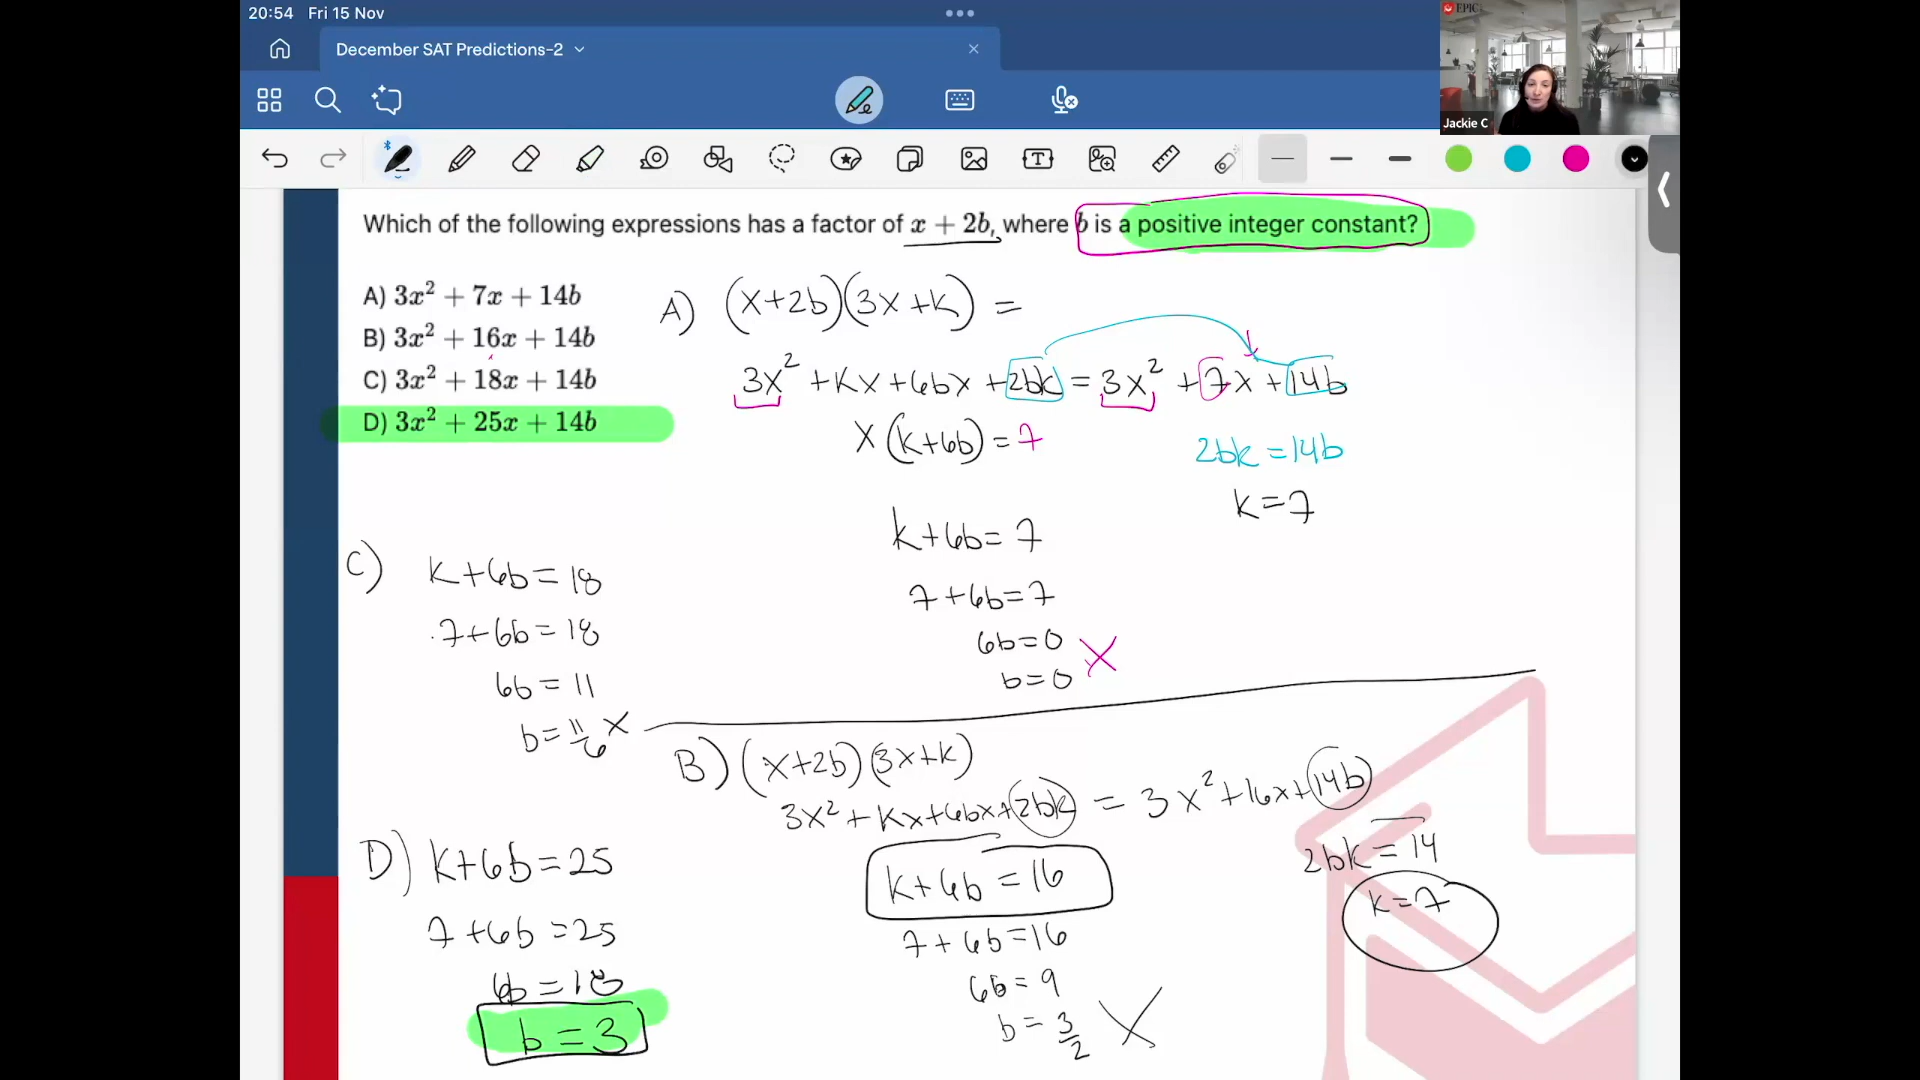 20:54 Fri 15 Nov
EPIC
December SAT Predictions-2
Jackie C
Which of the following expressions has a factor of x + 2b, where b is a positive integer constant?
A) 3x² + 7x + 14b
B) 3x² + 16x + 14b
C) 3x² + 18x + 14b
D) 3x² + 25x + 14b
A) (x+2b)(3x+k) =
3x² + kx + 6bx + 2bk = 3x² + 7x + 14b
x(k+6b) = 7
2bk = 14b
k = 7
k+6b = 7
7+6b = 7
6b = 0
b = 0 X
C) k+6b = 18
7+6b = 18
6b = 11
b = 11/6 X
B) (x+2b)(3x+k)
3x² + kx + 6bx + 2bk = 3x² + 16x + 14b
2bk = 14
k = 7
k+6b = 16
7+6b = 16
6b = 9
b = 3/2 X
D) k+6b = 25
7+6b = 25
6b = 18
b = 3